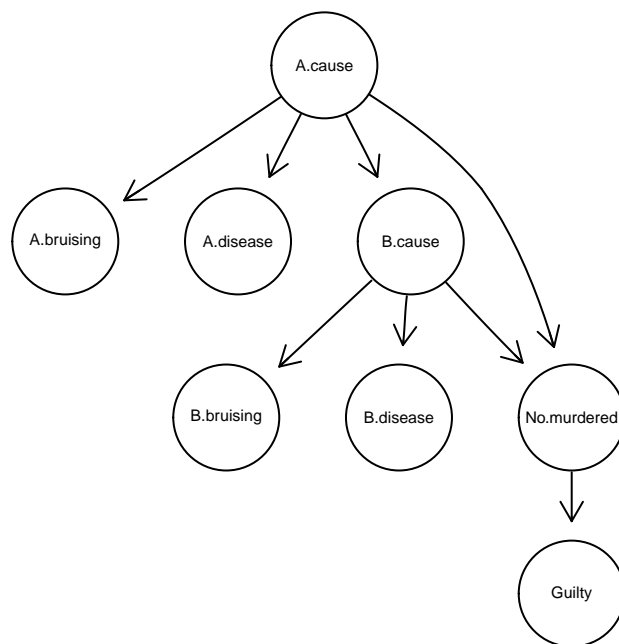 A.cause
A.bruising
A.disease
B.cause
B.bruising
B.disease
No.murdered
Guilty